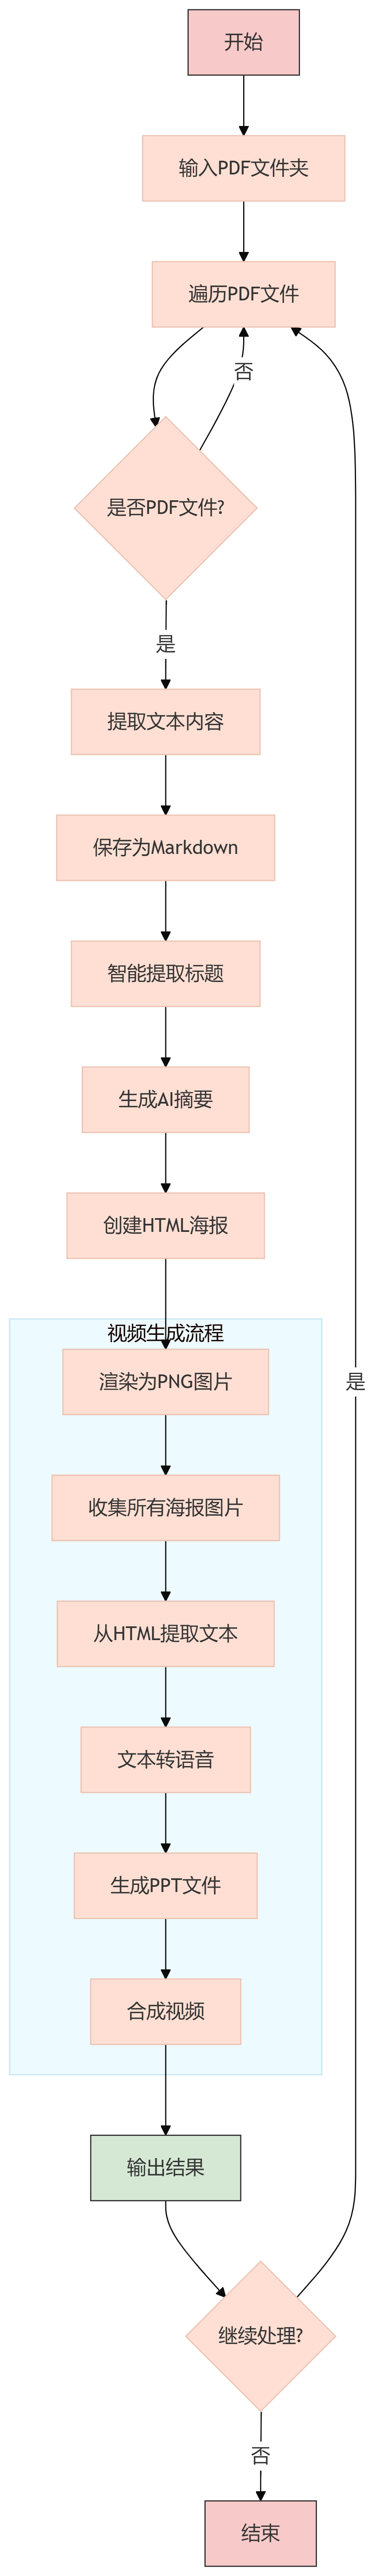 开始
输入PDF文件夹
遍历PDF文件
否
是否PDF文件?
是
提取文本内容
保存为Markdown
智能提取标题
生成AI摘要
创建HTML海报
视频生成流程
渲染为PNG图片
是
收集所有海报图片
从HTML提取文本
文本转语音
生成PPT文件
合成视频
输出结果
继续处理?
否
结束